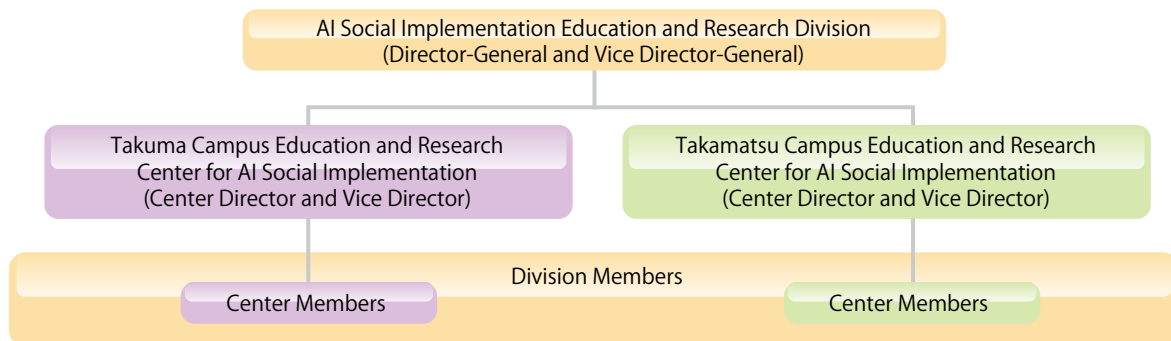 AI Social Implementation Education and Research Division
(Director-General and Vice Director-General)
Takuma Campus Education and Research
Center for AI Social Implementation
(Center Director and Vice Director)
Takamatsu Campus Education and Research
Center for AI Social Implementation
(Center Director and Vice Director)
Division Members
Center Members
Center Members